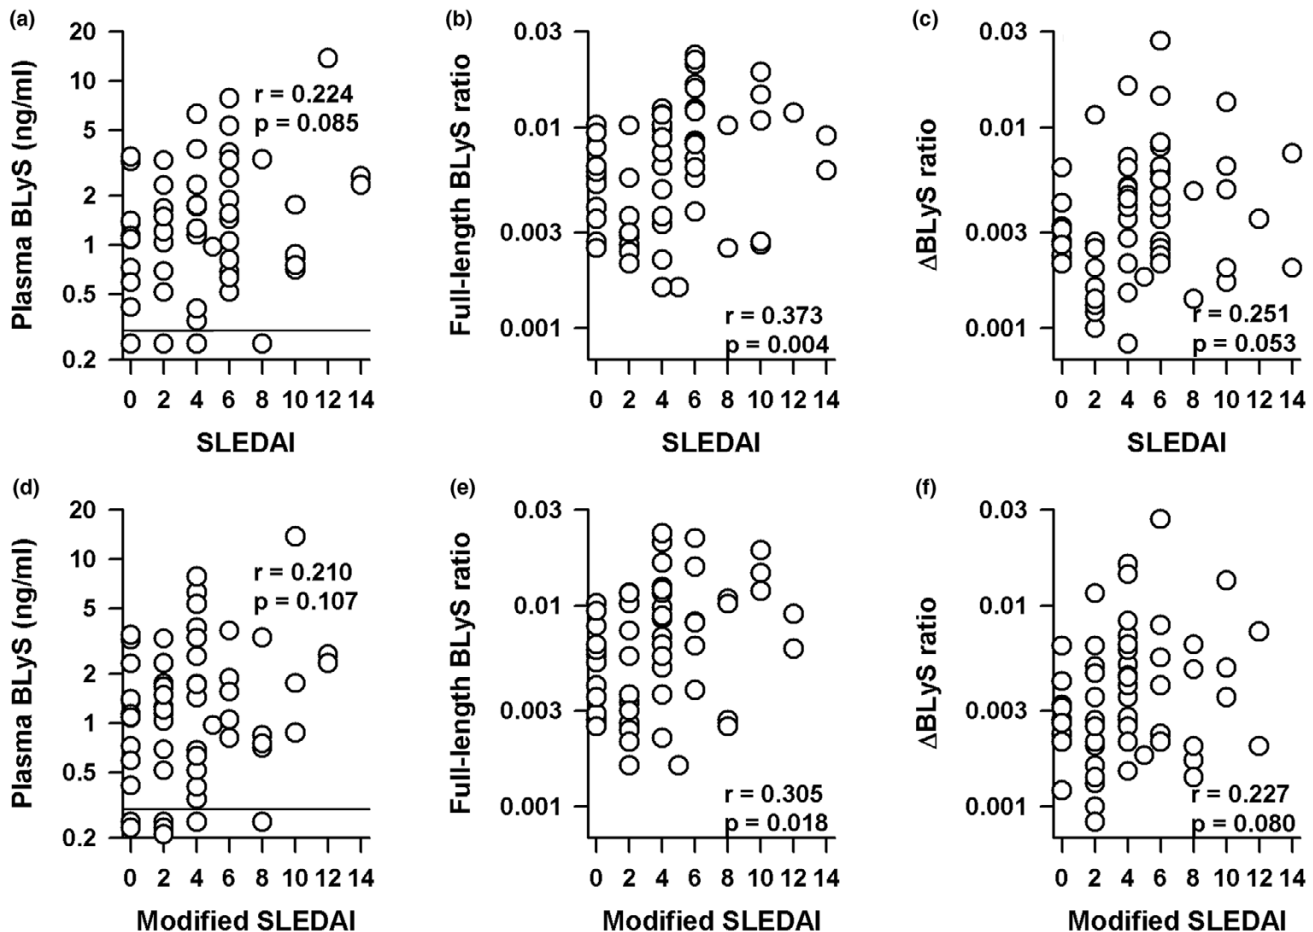 (a)
20
10
5
2
1
0.5
0.2
Plasma BLyS (ng/ml)
r = 0.224
p = 0.085
0 2 4 6 8 10 12 14
SLEDAI
(b)
0.03
0.01
0.003
0.001
Full-length BLyS ratio
r = 0.373
p = 0.004
0 2 4 6 8 10 12 14
SLEDAI
(c)
0.03
0.01
0.003
0.001
ΔBLyS ratio
r = 0.251
p = 0.053
0 2 4 6 8 10 12 14
SLEDAI
(d)
20
10
5
2
1
0.5
0.2
Plasma BLyS (ng/ml)
r = 0.210
p = 0.107
0 2 4 6 8 10 12 14
Modified SLEDAI
(e)
0.03
0.01
0.003
0.001
Full-length BLyS ratio
r = 0.305
p = 0.018
0 2 4 6 8 10 12 14
Modified SLEDAI
(f)
0.03
0.01
0.003
0.001
ΔBLyS ratio
r = 0.227
p = 0.080
0 2 4 6 8 10 12 14
Modified SLEDAI